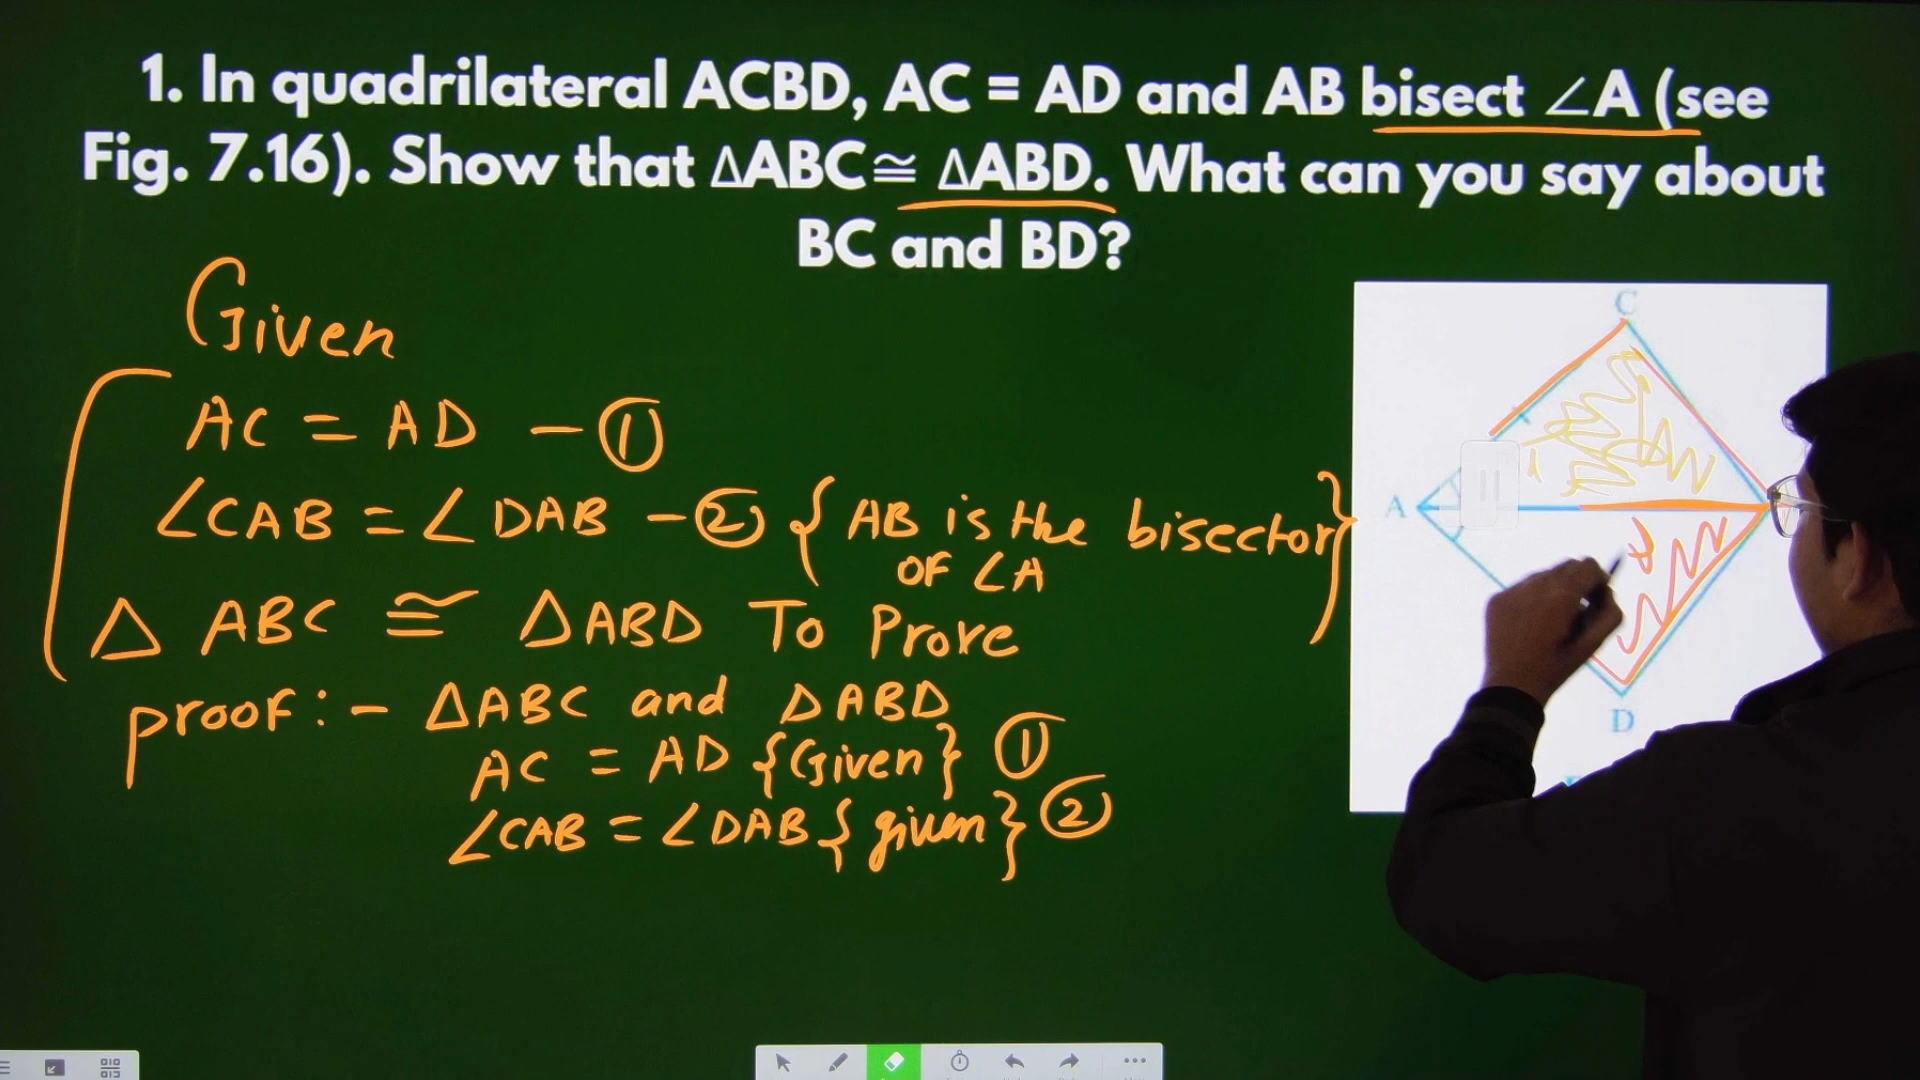 1. In quadrilateral ACBD, AC = AD and AB bisect ∠A (see
Fig. 7.16). Show that ΔABC ≅ ΔABD. What can you say about
BC and BD?
Given
AC = AD - ①
∠CAB = ∠DAB - ② { AB is the bisector }
OF ∠A
Δ ABC ≅ ΔABD To Prove
proof :- ΔABC and ΔABD
AC = AD {Given} ①
∠CAB = ∠DAB { given } ②
C
A
D